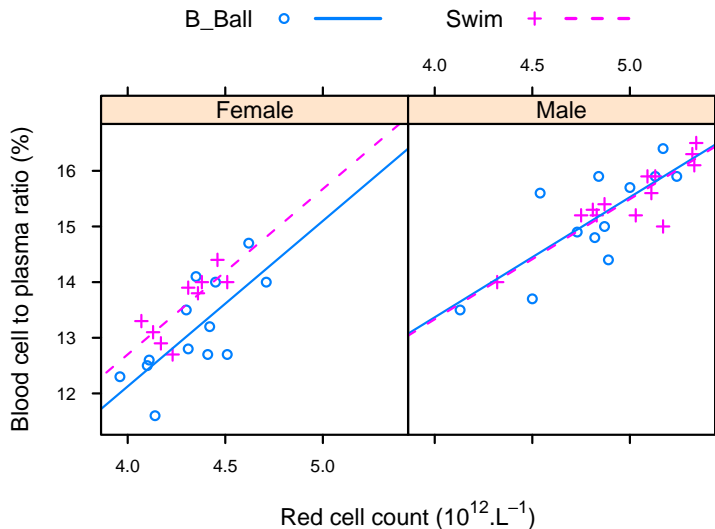 B_Ball Swim
4.0 4.5 5.0
Female Male
16
15
14
13
12
Blood cell to plasma ratio (%)
4.0 4.5 5.0
Red cell count (10¹².L⁻¹)